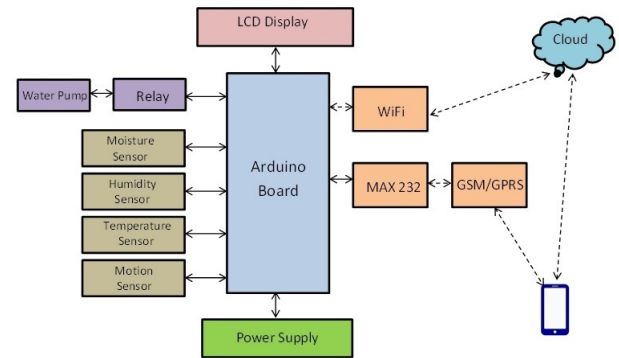 LCD Display
Cloud
Water Pump
Relay
WiFi
Moisture
Sensor
Arduino
Board
Humidity
Sensor
MAX 232
GSM/GPRS
Temperature
Sensor
Motion
Sensor
Power Supply